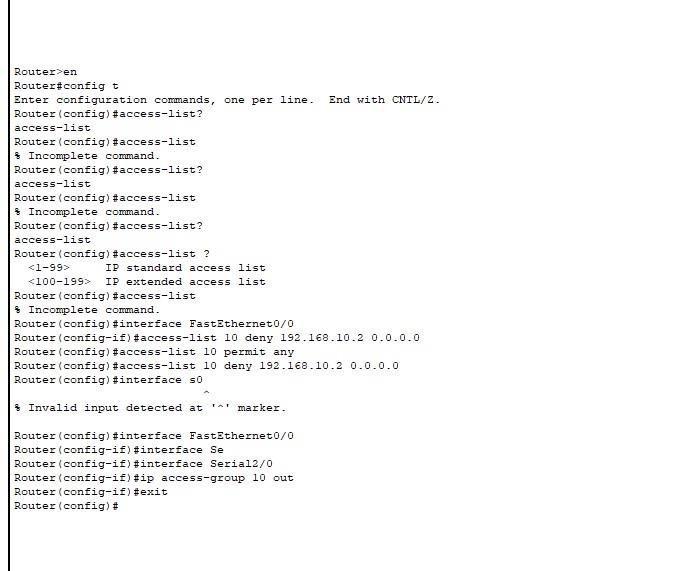 Router>en
Router#config t
Enter configuration commands, one per line.  End with CNTL/Z.
Router(config)#access-list?
access-list
Router(config)#access-list
% Incomplete command.
Router(config)#access-list?
access-list
Router(config)#access-list
% Incomplete command.
Router(config)#access-list?
access-list
Router(config)#access-list ?
  <1-99>     IP standard access list
  <100-199>  IP extended access list
Router(config)#access-list
% Incomplete command.
Router(config)#interface FastEthernet0/0
Router(config-if)#access-list 10 deny 192.168.10.2 0.0.0.0
Router(config)#access-list 10 permit any
Router(config)#access-list 10 deny 192.168.10.2 0.0.0.0
Router(config)#interface s0
                           ^
% Invalid input detected at '^' marker.
Router(config)#interface FastEthernet0/0
Router(config-if)#interface Se
Router(config-if)#interface Serial2/0
Router(config-if)#ip access-group 10 out
Router(config-if)#exit
Router(config)#